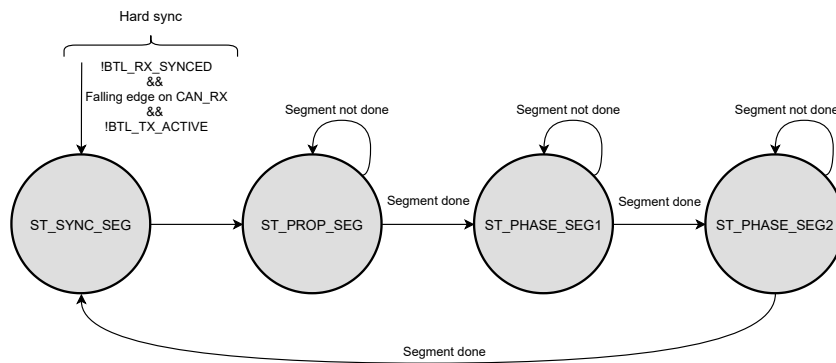 Hard sync
!BTL_RX_SYNCED
&&
Falling edge on CAN_RX
&&
!BTL_TX_ACTIVE
Segment not done
Segment not done
Segment not done
ST_SYNC_SEG
ST_PROP_SEG
Segment done
ST_PHASE_SEG1
Segment done
ST_PHASE_SEG2
Segment done